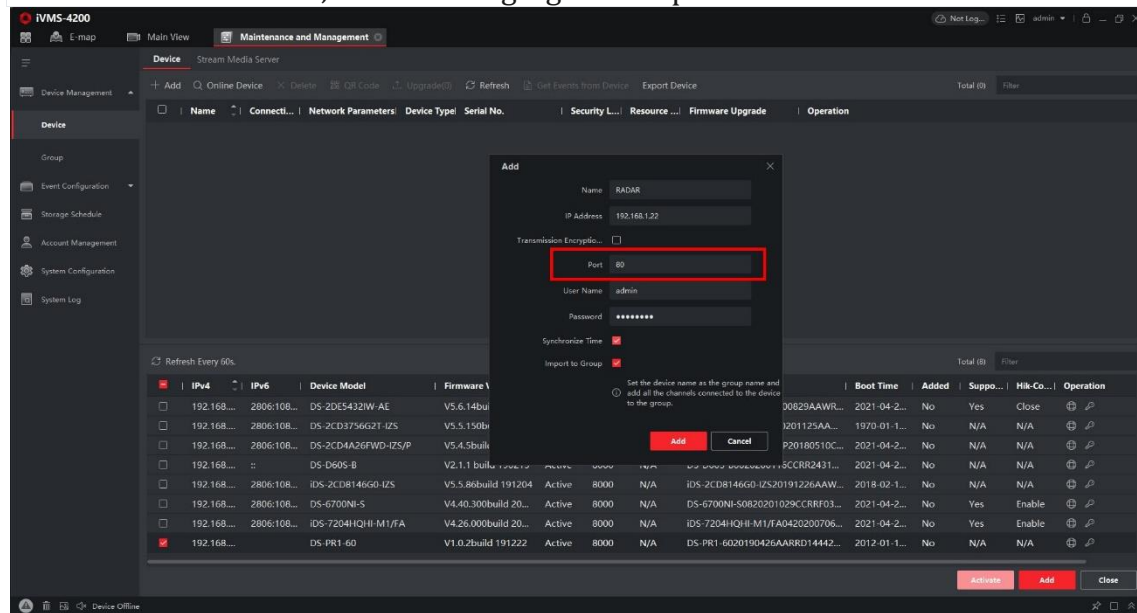 iVMS-4200
Not Log... admin
E-map Main View Maintenance and Management
Device Stream Media Server
Add Online Device Delete QR Code Upgrade(0) Refresh Get Events from Device Export Device Total (0) Filter
Name Connecti... Network Parameters Device Type Serial No. Security L... Resource ... Firmware Upgrade Operation
Device Management
Device
Group
Event Configuration
Storage Schedule
Account Management
System Configuration
System Log
Add
Name RADAR
IP Address 192.168.1.22
Transmission Encryptio...
Port 80
User Name admin
Password ●●●●●●●●
Synchronize Time
Import to Group
Set the device name as the group name and
add all the channels connected to the device
to the group.
Add Cancel
Refresh Every 60s. Total (8) Filter
IPv4 IPv6 Device Model Firmware V Boot Time Added Suppo... Hik-Co... Operation
192.168.... 2806:108... DS-2DE5432IW-AE V5.6.14bui 00829AAWR... 2021-04-2... No Yes Close
192.168.... 2806:108... DS-2CD3756G2T-IZS V5.5.150b 0201125AA... 1970-01-1... No N/A N/A
192.168.... 2806:108... DS-2CD4A26FWD-IZS/P V5.4.5buil P20180510C... 2021-04-2... No N/A N/A
192.168.... :: DS-D60S-B V2.1.1 build Active 8000 N/A 2021-04-2... No N/A N/A
192.168.... 2806:108... iDS-2CD8146G0-IZS V5.5.86build 191204 Active 8000 N/A iDS-2CD8146G0-IZS20191226AAW... 2018-02-1... No N/A N/A
192.168.... 2806:108... DS-6700NI-S V4.40.300build 20... Active 8000 N/A DS-6700NI-S0820201029CCRRF03... 2021-04-2... No Yes Enable
192.168.... 2806:108... iDS-7204HQHI-M1/FA V4.26.000build 20... Active 8000 N/A iDS-7204HQHI-M1/FA0420200706... 2021-04-2... No Yes Enable
192.168.... DS-PR1-60 V1.0.2build 191222 Active 8000 N/A DS-PR1-6020190426AARRD14442... 2012-01-1... No N/A N/A
Activate Add Close
Device Offline